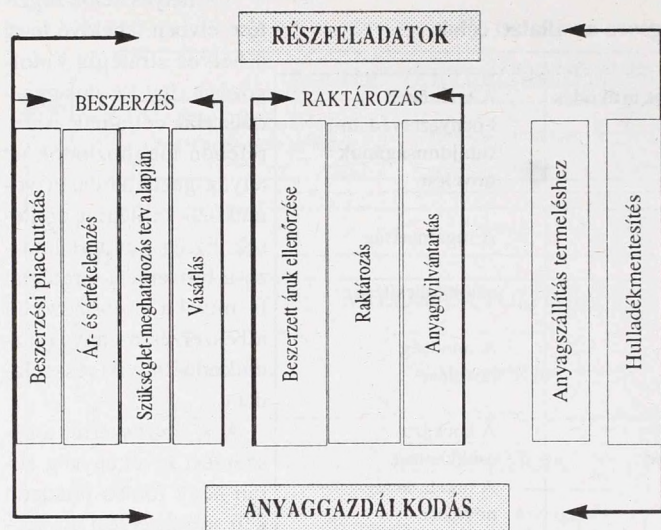 RÉSZFELADATOK
BESZERZÉS
RAKTÁROZÁS
Beszerzési piackutatás
Ár- és értékelemzés
Szükséglet-meghatározás terv alapján
Vásárlás
Beszerzett áruk ellenőrzése
Raktározás
Anyagnyilvántartás
Anyagszállítás termeléshez
Hulladékmentesítés
ANYAGGAZDÁLKODÁS